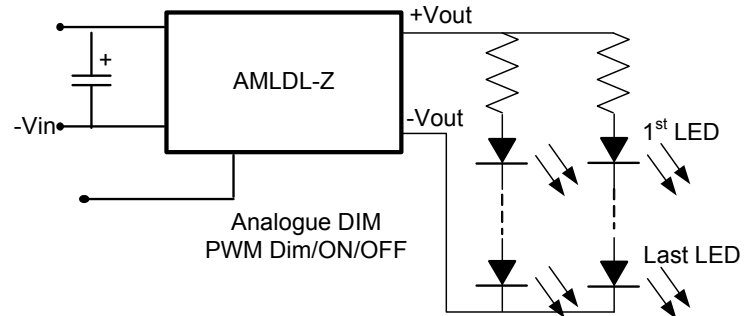 +Vout
+
AMLDL-Z
-Vin
-Vout
1st LED
Analogue DIM
PWM Dim/ON/OFF
Last LED